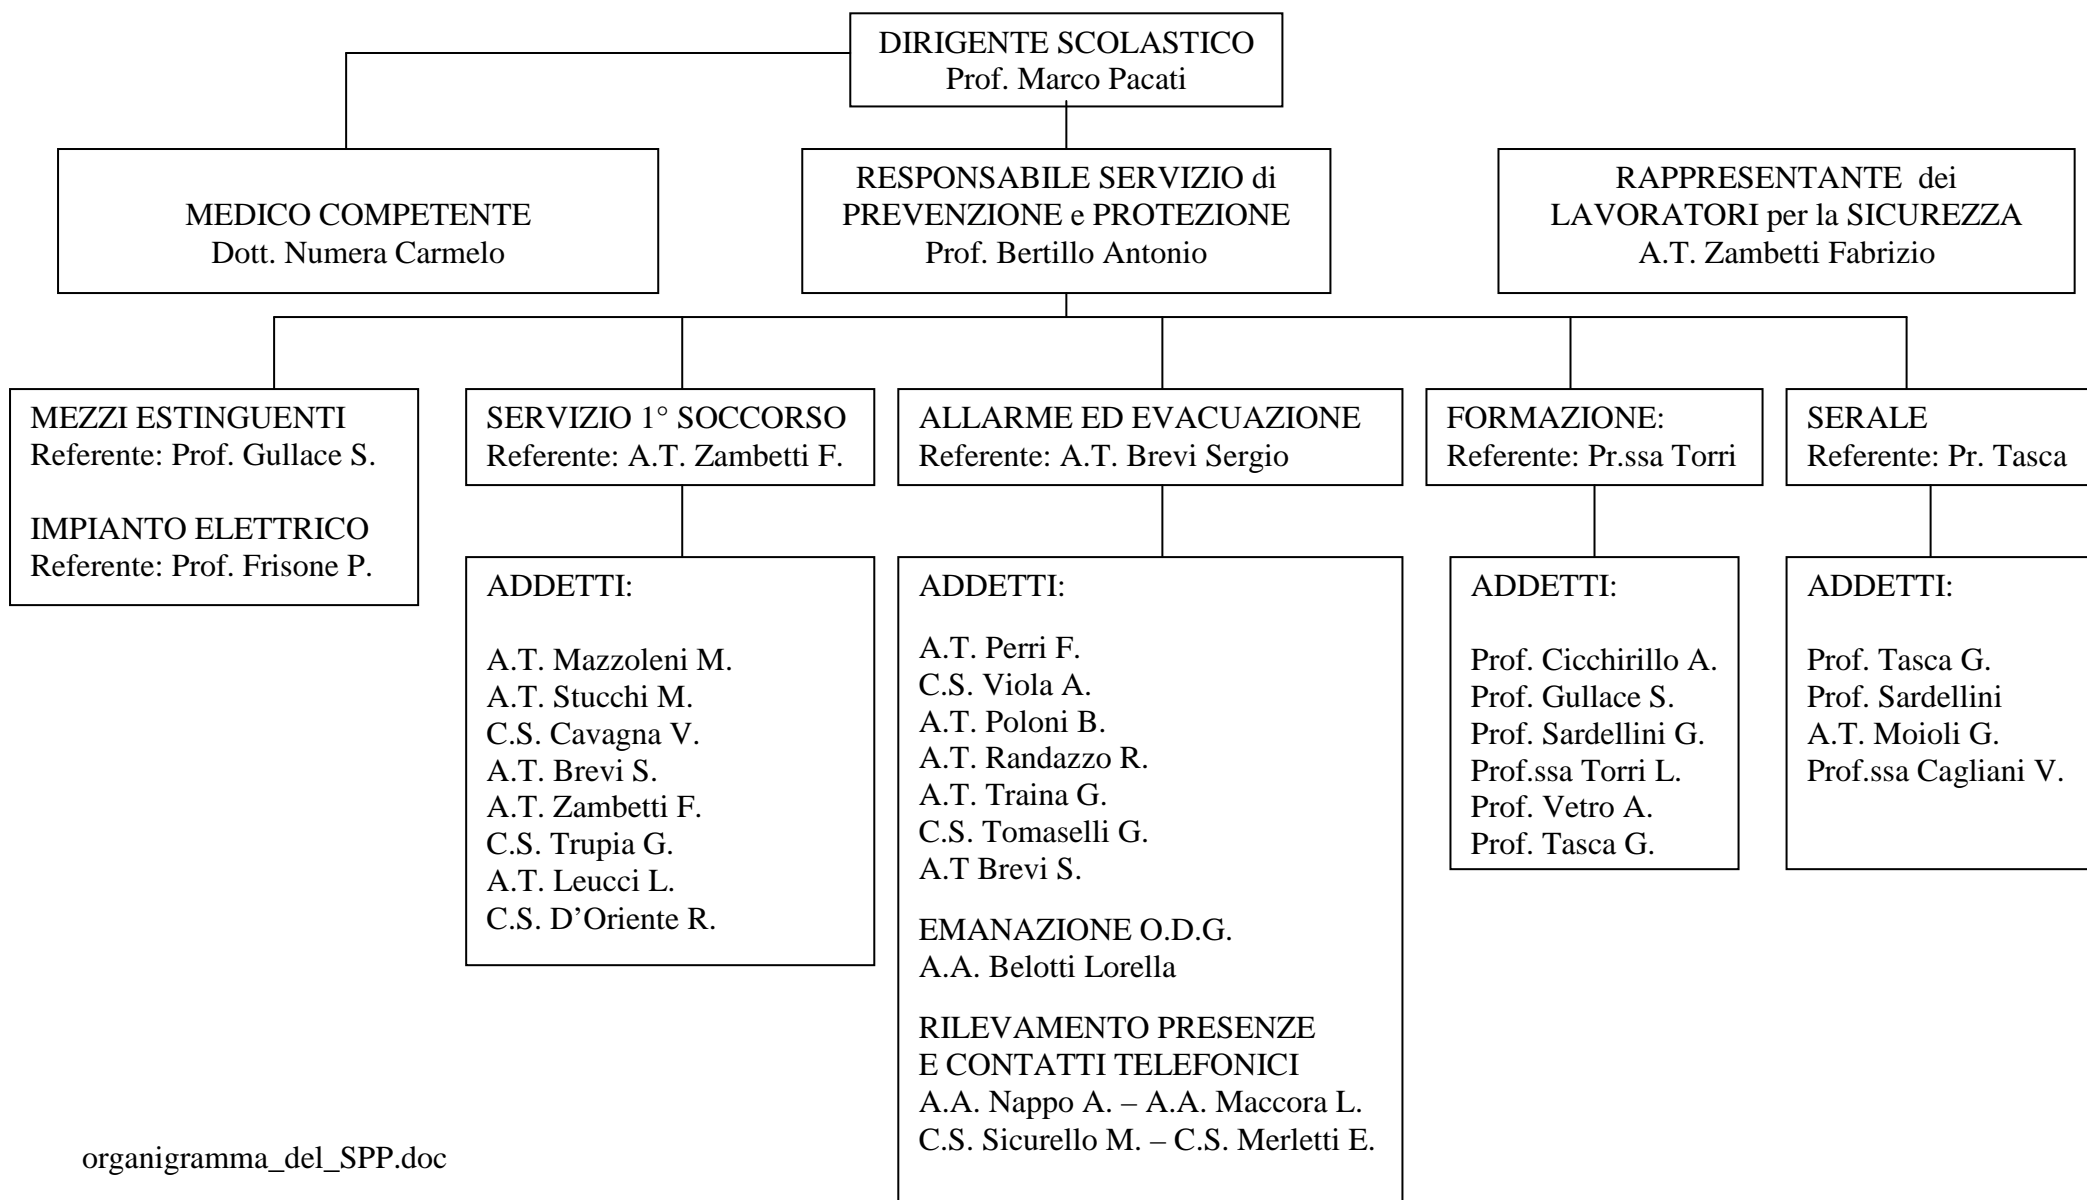 DIRIGENTE SCOLASTICO
Prof. Marco Pacati
MEDICO COMPETENTE
Dott. Numera Carmelo
RESPONSABILE SERVIZIO di
PREVENZIONE e PROTEZIONE
Prof. Bertillo Antonio
RAPPRESENTANTE dei
LAVORATORI per la SICUREZZA
A.T. Zambetti Fabrizio
MEZZI ESTINGUENTI
Referente: Prof. Gullace S.
IMPIANTO ELETTRICO
Referente: Prof. Frisone P.
SERVIZIO 1° SOCCORSO
Referente: A.T. Zambetti F.
ALLARME ED EVACUAZIONE
Referente: A.T. Brevi Sergio
FORMAZIONE:
Referente: Pr.ssa Torri
SERALE
Referente: Pr. Tasca
ADDETTI:
A.T. Mazzoleni M.
A.T. Stucchi M.
C.S. Cavagna V.
A.T. Brevi S.
A.T. Zambetti F.
C.S. Trupia G.
A.T. Leucci L.
C.S. D’Oriente R.
ADDETTI:
A.T. Perri F.
C.S. Viola A.
A.T. Poloni B.
A.T. Randazzo R.
A.T. Traina G.
C.S. Tomaselli G.
A.T Brevi S.
EMANAZIONE O.D.G.
A.A. Belotti Lorella
RILEVAMENTO PRESENZE
E CONTATTI TELEFONICI
A.A. Nappo A. – A.A. Maccora L.
C.S. Sicurello M. – C.S. Merletti E.
ADDETTI:
Prof. Cicchirillo A.
Prof. Gullace S.
Prof. Sardellini G.
Prof.ssa Torri L.
Prof. Vetro A.
Prof. Tasca G.
ADDETTI:
Prof. Tasca G.
Prof. Sardellini
A.T. Moioli G.
Prof.ssa Cagliani V.
organigramma_del_SPP.doc